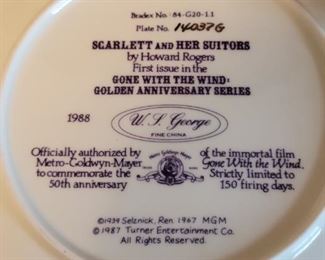 Bradex No. 84-G20-1.1
Plate No. 14037G
SCARLETT AND HER SUITORS
by Howard Rogers
First issue in the
GONE WITH THE WIND:
GOLDEN ANNIVERSARY SERIES
1988
W. S. George
FINE CHINA
Officially authorized by
Metro-Goldwyn-Mayer
to commemorate the
50th anniversary
of the immortal film
Gone With the Wind.
Strictly limited to
150 firing days.
©1939 Selznick, Ren 1967 MGM
©1987 Turner Entertainment Co.
All Rights Reserved.